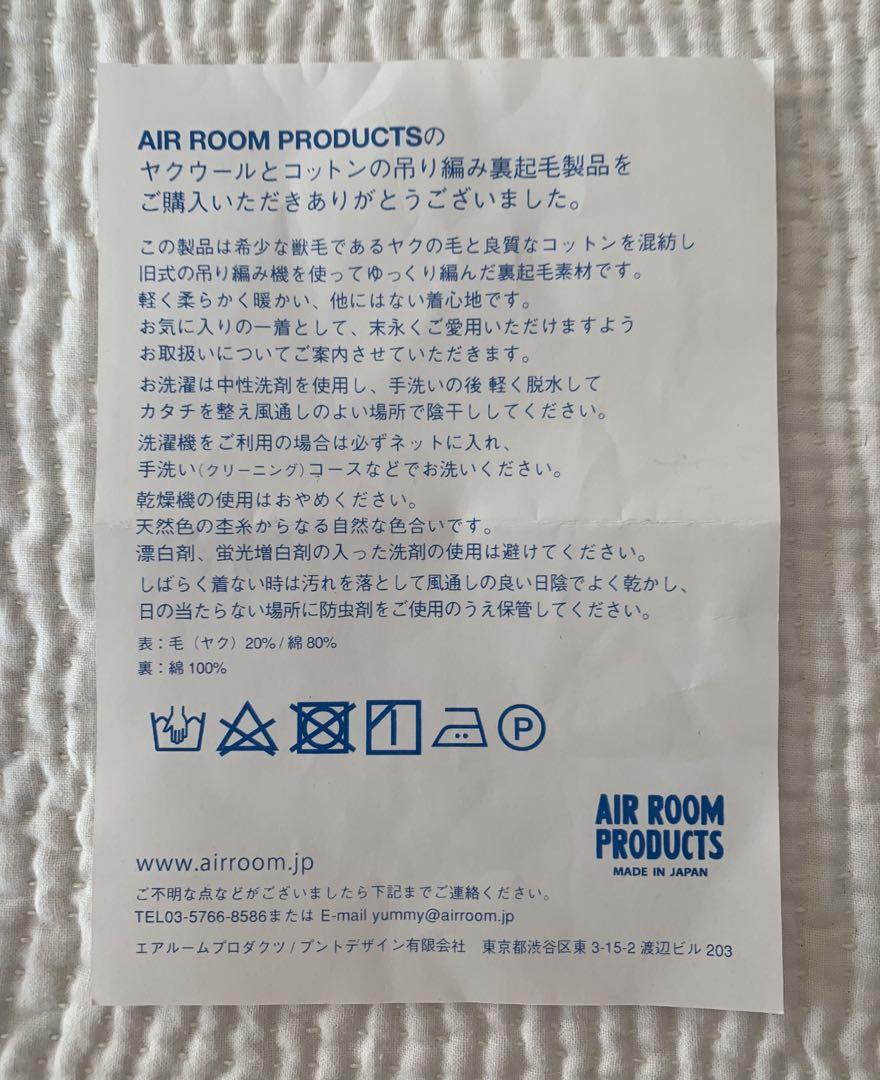 AIR ROOM PRODUCTSの
ヤクウールとコットンの吊り編み裏起毛製品を
ご購入いただきありがとうございました。
この製品は希少な獣毛であるヤクの毛と良質なコットンを混紡し
旧式の吊り編み機を使ってゆっくり編んだ裏起毛素材です。
軽く柔らかく暖かい、他にはない着心地です。
お気に入りの一着として、末永くご愛用いただけますよう
お取扱いについてご案内させていただきます。
お洗濯は中性洗剤を使用し、手洗いの後 軽く脱水して
カタチを整え風通しのよい場所で陰干ししてください。
洗濯機をご利用の場合は必ずネットに入れ、
手洗い(クリーニング)コースなどでお洗いください。
乾燥機の使用はおやめください。
天然色の杢糸からなる自然な色合いです。
漂白剤、蛍光増白剤の入った洗剤の使用は避けてください。
しばらく着ない時は汚れを落として風通しの良い日陰でよく乾かし、
日の当たらない場所に防虫剤をご使用のうえ保管してください。
表：毛（ヤク）20% / 綿 80%
裏：綿 100%
P
AIR ROOM
PRODUCTS
MADE IN JAPAN
www.airroom.jp
ご不明な点などがございましたら下記までご連絡ください。
TEL03-5766-8586または E-mail yummy@airroom.jp
エアルームプロダクツ / プントデザイン有限会社　東京都渋谷区東 3-15-2 渡辺ビル 203